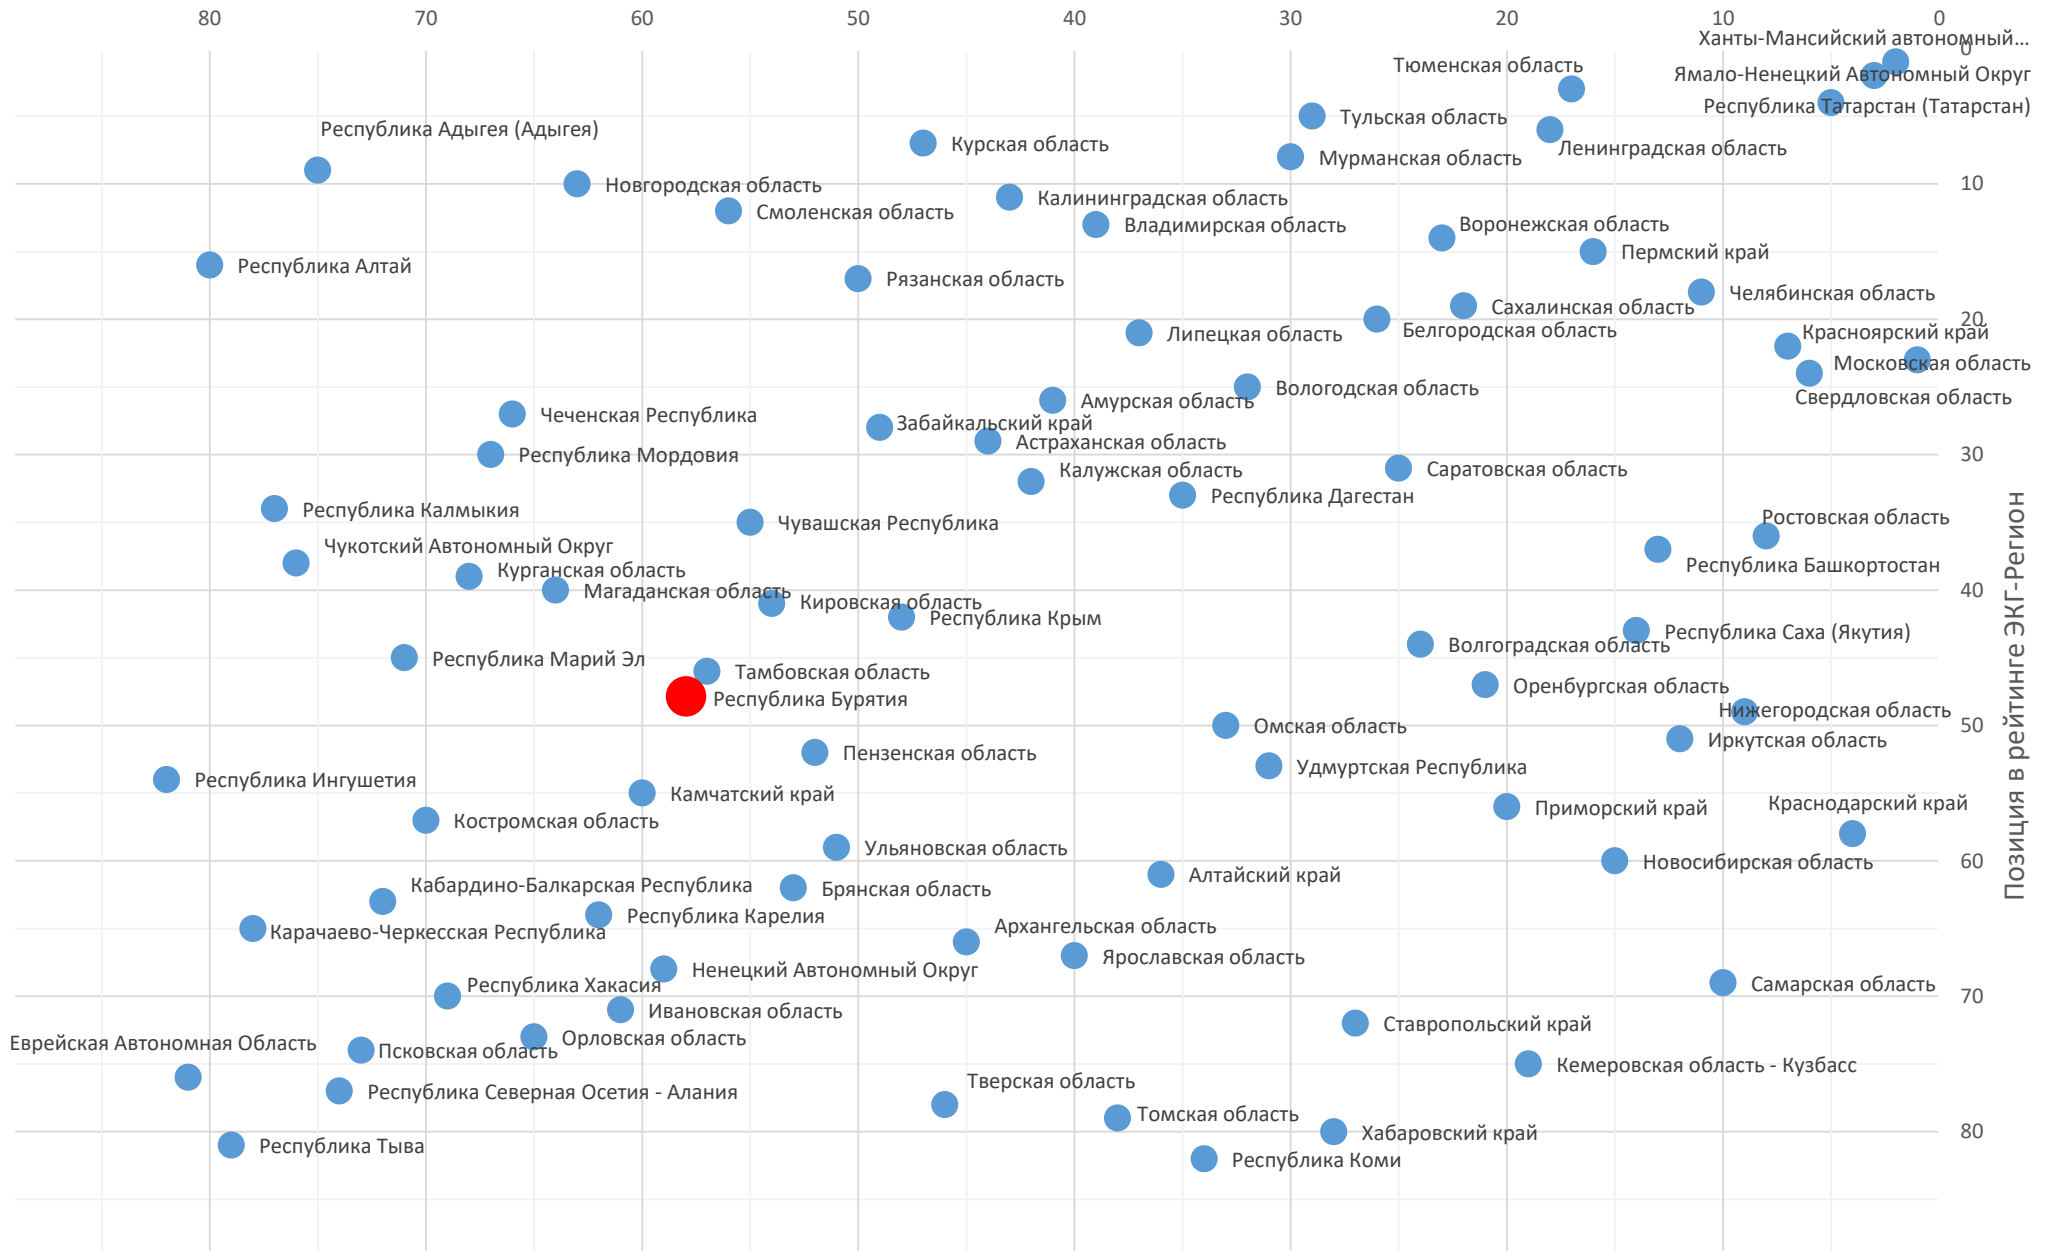 80 70 60 50 40 30 20 10 0
Ханты-Мансийский автономный...
0
Тюменская область
Ямало-Ненецкий Автономный Округ
Республика Татарстан (Татарстан)
Тульская область
Республика Адыгея (Адыгея)
Курская область
Ленинградская область
Мурманская область
Новгородская область
10
Калининградская область
Смоленская область
Владимирская область
Воронежская область
Пермский край
Республика Алтай
Рязанская область
Челябинская область
Сахалинская область
20
Белгородская область
Красноярский край
Липецкая область
Московская область
Вологодская область
Свердловская область
Амурская область
Чеченская Республика
Забайкальский край
Астраханская область
Республика Мордовия
30
Калужская область
Саратовская область
Республика Дагестан
Республика Калмыкия
Ростовская область
Чувашская Республика
Чукотский Автономный Округ
Республика Башкортостан
Курганская область
Магаданская область
40
Кировская область
Республика Крым
Республика Саха (Якутия)
Волгоградская область
Республика Марий Эл
Тамбовская область
Оренбургская область
Республика Бурятия
Нижегородская область
Позиция в рейтинге ЭКГ-Регион
50
Омская область
Иркутская область
Пензенская область
Удмуртская Республика
Республика Ингушетия
Камчатский край
Краснодарский край
Приморский край
Костромская область
Ульяновская область
60
Новосибирская область
Алтайский край
Кабардино-Балкарская Республика
Брянская область
Республика Карелия
Архангельская область
Карачаево-Черкесская Республика
Ярославская область
Ненецкий Автономный Округ
Республика Хакасия
Самарская область
70
Ивановская область
Ставропольский край
Орловская область
Еврейская Автономная Область
Псковская область
Кемеровская область - Кузбасс
Тверская область
Республика Северная Осетия - Алания
Томская область
80
Хабаровский край
Республика Тыва
Республика Коми